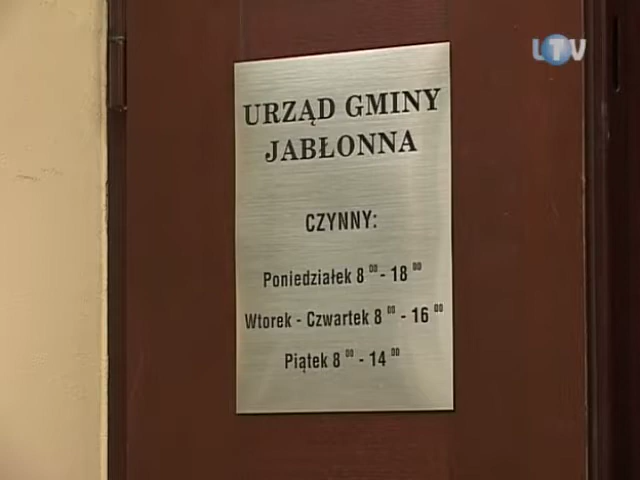 LTV
URZĄD GMINY
JABŁONNA
CZYNNY:
Poniedziałek 8 00 - 18 00
Wtorek - Czwartek 8 00 - 16 00
Piątek 8 00 - 14 00